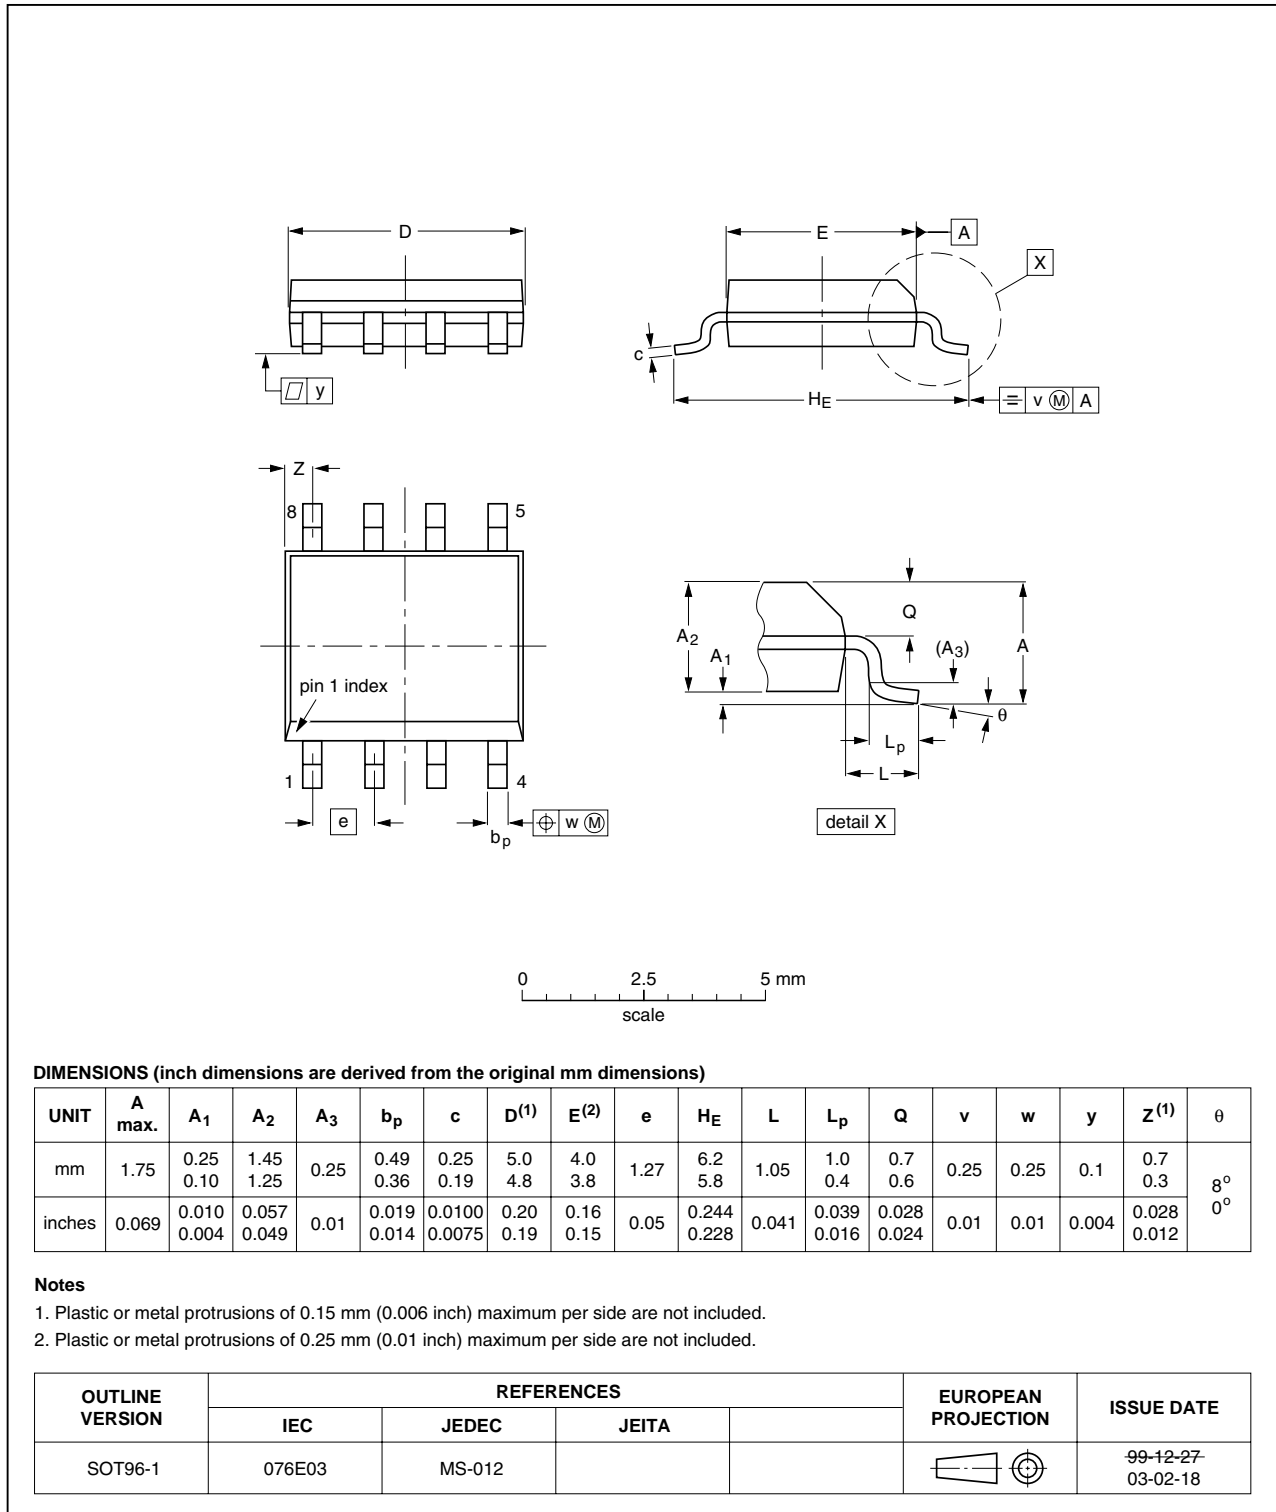 D
E
A
X
c
y
HE
= v M A
Z
8
5
pin 1 index
1
4
e
bp
w M
A2
A1
Q
(A3)
A
θ
Lp
L
detail X
0 2.5 5 mm
scale
DIMENSIONS (inch dimensions are derived from the original mm dimensions)
UNIT A max. A1 A2 A3 bp c D(1) E(2) e HE L Lp Q v w y Z(1) θ
mm 1.75 0.25 0.10 1.45 1.25 0.25 0.49 0.36 0.25 0.19 5.0 4.8 4.0 3.8 1.27 6.2 5.8 1.05 1.0 0.4 0.7 0.6 0.25 0.25 0.1 0.7 0.3 8° 0°
inches 0.069 0.010 0.004 0.057 0.049 0.01 0.019 0.014 0.0100 0.0075 0.20 0.19 0.16 0.15 0.05 0.244 0.228 0.041 0.039 0.016 0.028 0.024 0.01 0.01 0.004 0.028 0.012
Notes
1. Plastic or metal protrusions of 0.15 mm (0.006 inch) maximum per side are not included.
2. Plastic or metal protrusions of 0.25 mm (0.01 inch) maximum per side are not included.
OUTLINE VERSION REFERENCES EUROPEAN PROJECTION ISSUE DATE
IEC JEDEC JEITA
SOT96-1 076E03 MS-012 99-12-27
03-02-18